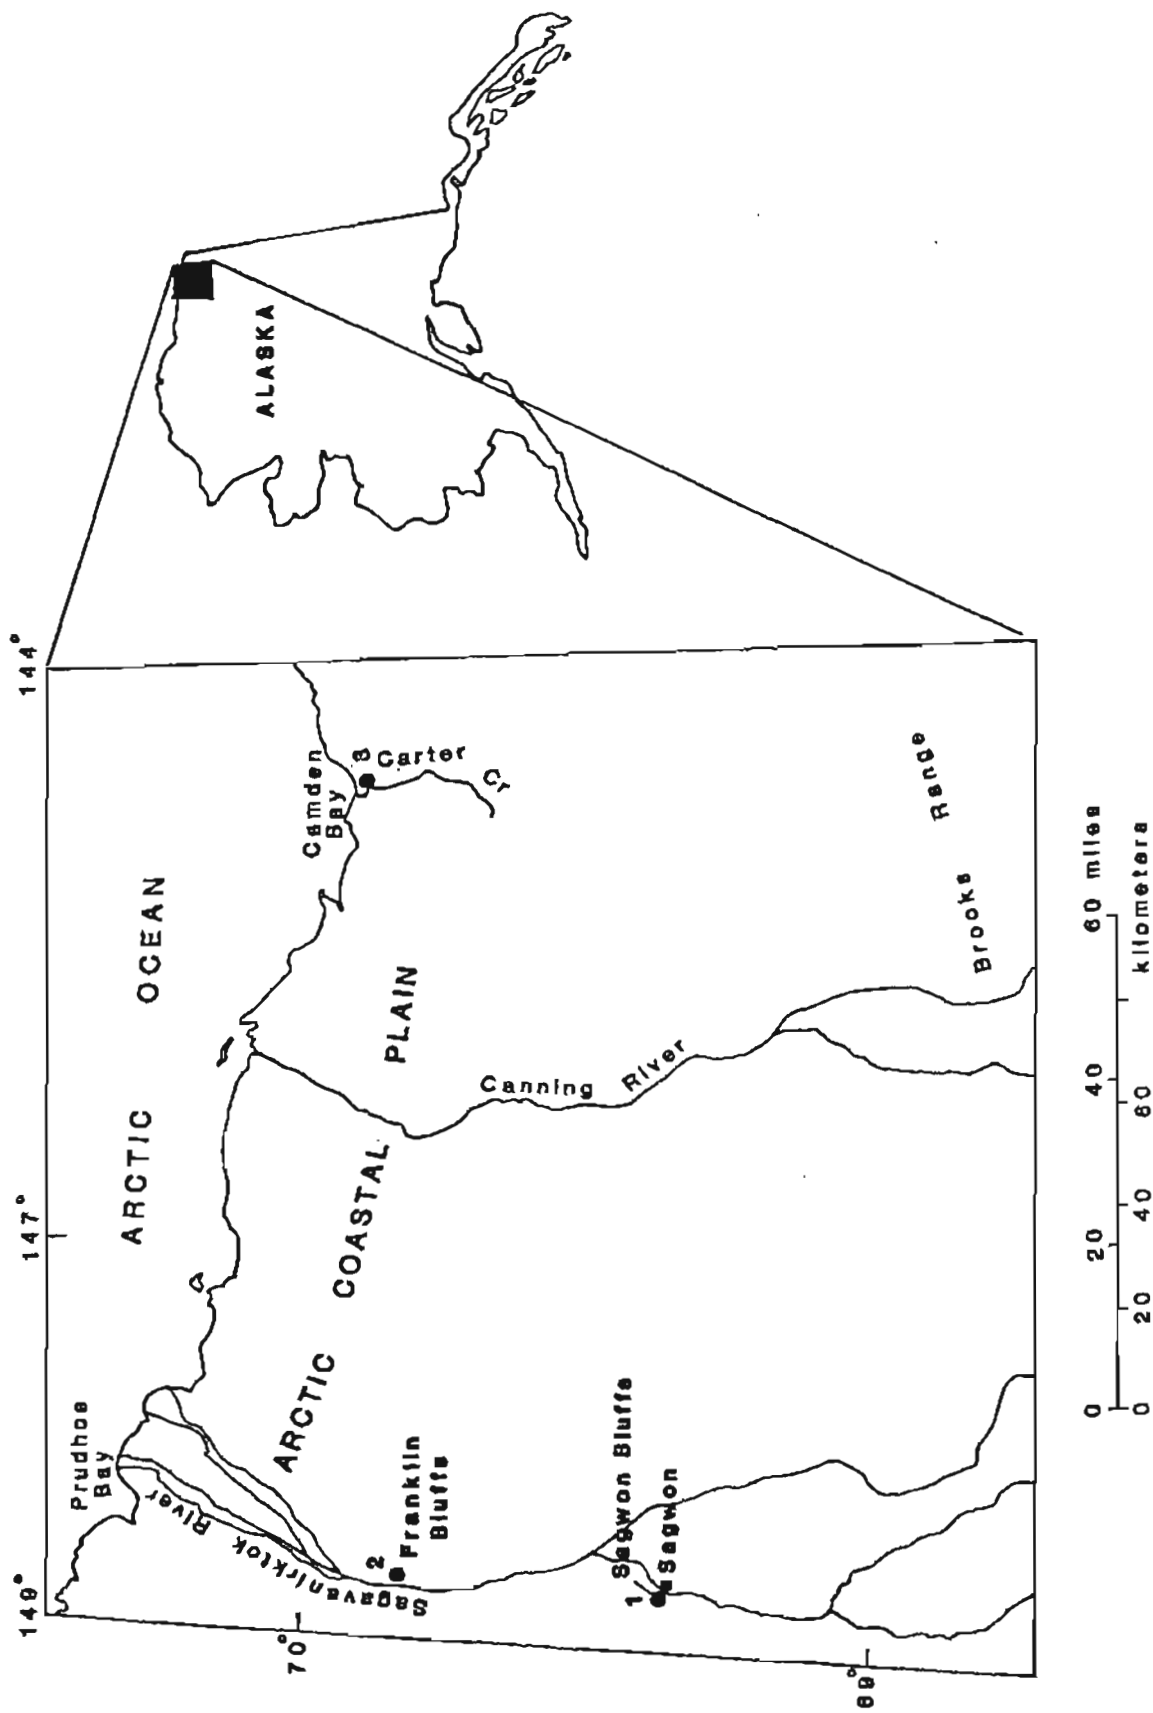 ALASKA
144°
147°
149°
70°
69°
ARCTIC OCEAN
Prudhoe
Bay
Camden
Bay
3
Carter Cr
ARCTIC COASTAL PLAIN
Canning River
Brooks Range
Sagavanirktok River
2
Franklin
Bluffs
Sagwon Bluffs
1
Sagwon
0 20 40 60 miles
0 20 40 60 kilometers